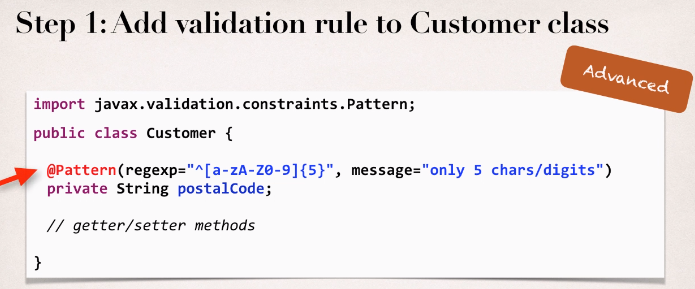 Step 1: Add validation rule to Customer class
Advanced
import javax.validation.constraints.Pattern;
public class Customer {
@Pattern(regexp="^[a-zA-Z0-9]{5}", message="only 5 chars/digits")
private String postalCode;
// getter/setter methods
}